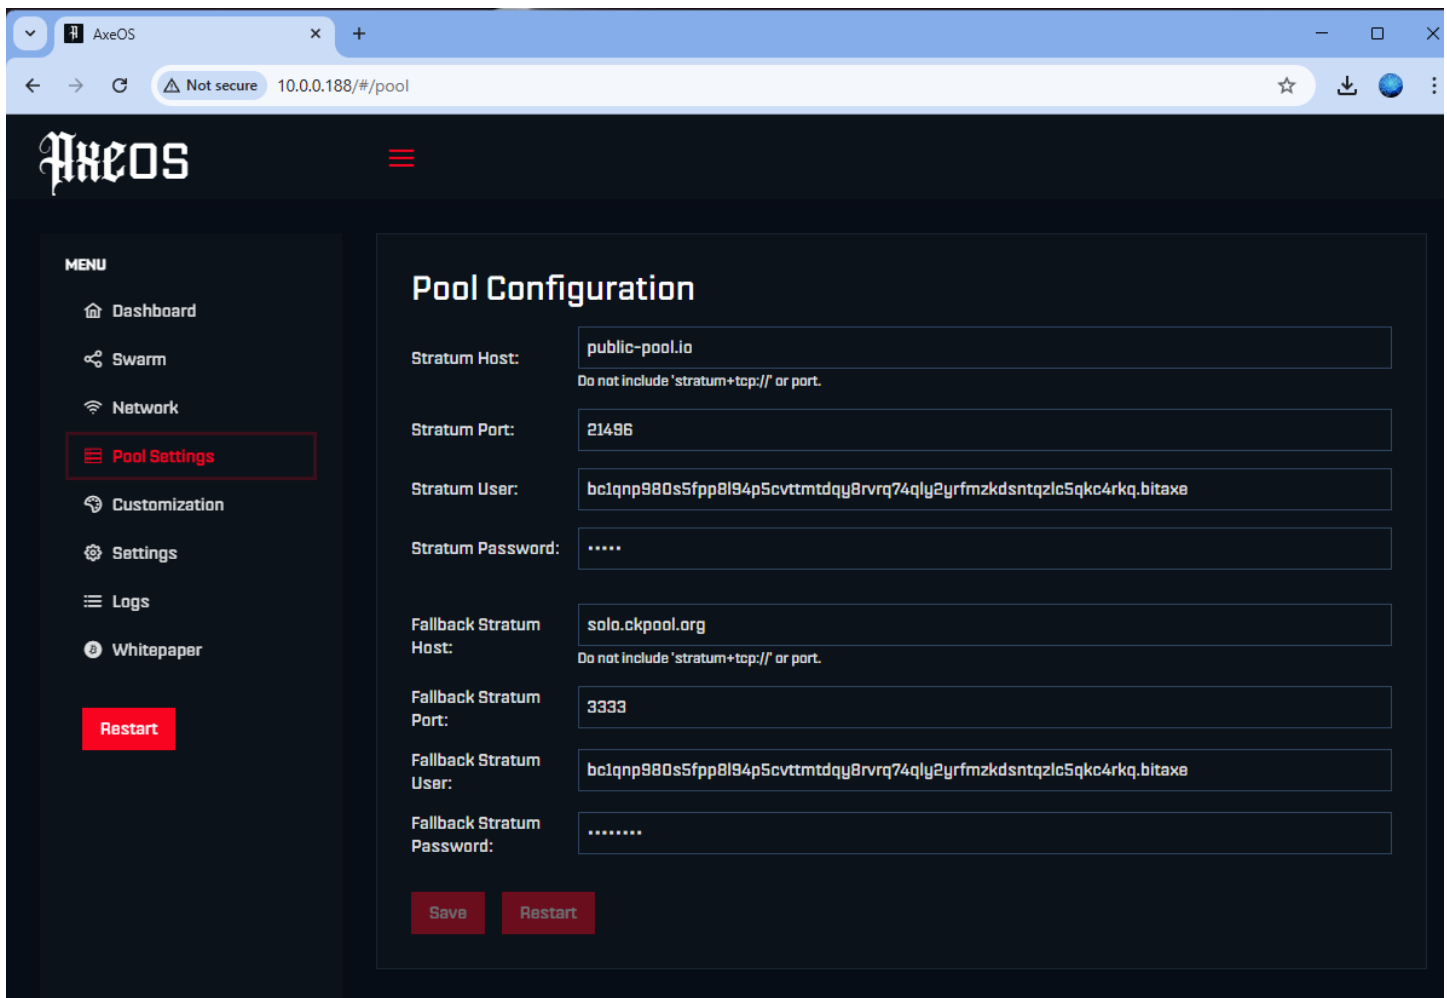 AxeOS
Not secure 10.0.0.188/#/pool
AxeOS
MENU
Dashboard
Swarm
Network
Pool Settings
Customization
Settings
Logs
Whitepaper
Restart
Pool Configuration
Stratum Host:
public-pool.io
Do not include 'stratum+tcp://' or port.
Stratum Port:
21496
Stratum User:
bc1qnp980s5fpp8l94p5cvttmtdqy8rvrq74qly2yrfmzkdsntqzlc5qkc4rkq.bitaxe
Stratum Password:
•••••
Fallback Stratum
Host:
solo.ckpool.org
Do not include 'stratum+tcp://' or port.
Fallback Stratum
Port:
3333
Fallback Stratum
User:
bc1qnp980s5fpp8l94p5cvttmtdqy8rvrq74qly2yrfmzkdsntqzlc5qkc4rkq.bitaxe
Fallback Stratum
Password:
••••••••
Save
Restart